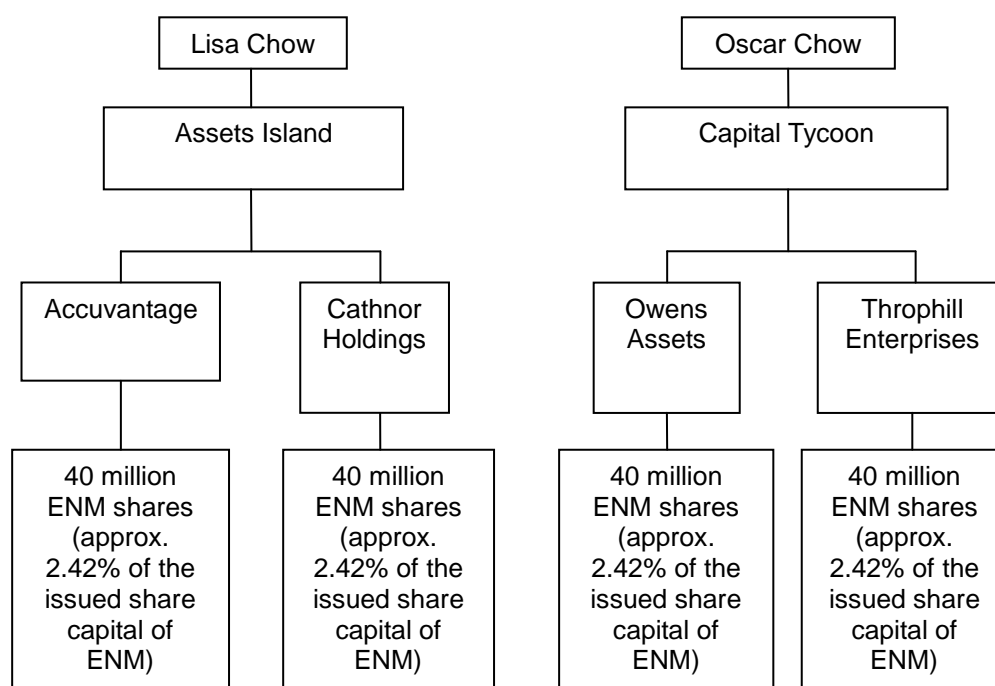 Lisa Chow
Oscar Chow
Assets Island
Capital Tycoon
Accuvantage
Cathnor
Holdings
Owens
Assets
Throphill
Enterprises
40 million
ENM shares
(approx.
2.42% of the
issued share
capital of
ENM)
40 million
ENM shares
(approx.
2.42% of the
issued share
capital of
ENM)
40 million
ENM shares
(approx.
2.42% of the
issued share
capital of
ENM)
40 million
ENM shares
(approx.
2.42% of the
issued share
capital of
ENM)